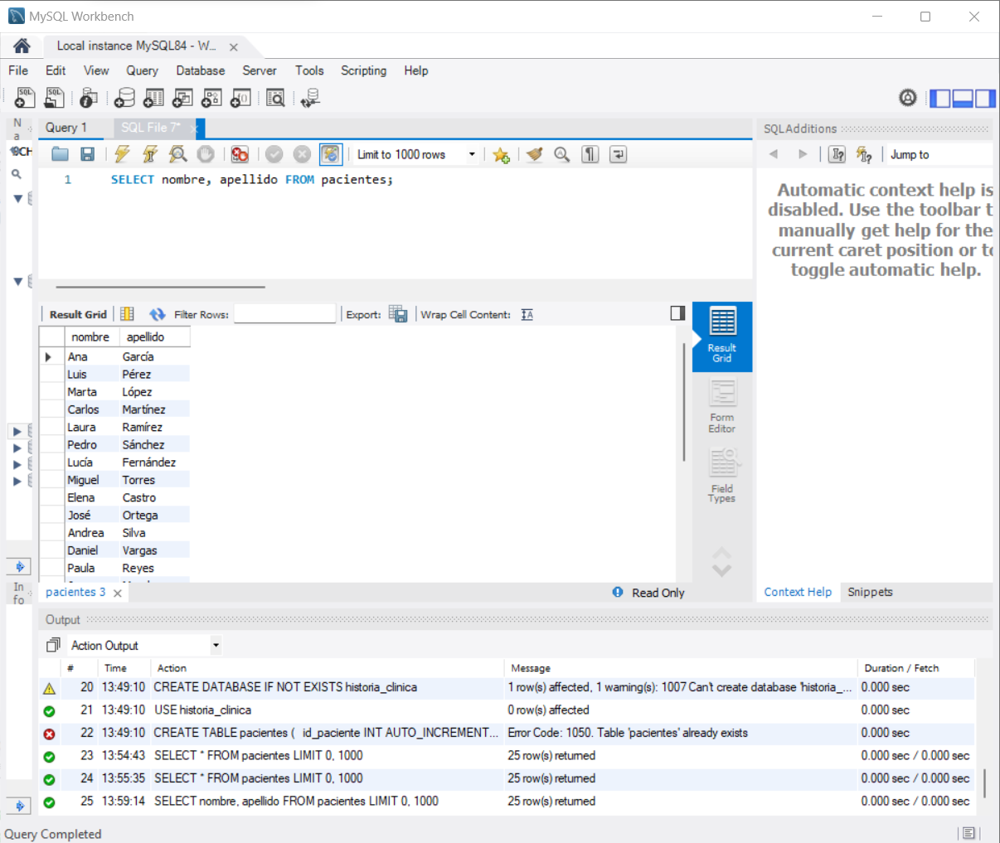 MySQL Workbench
Local instance MySQL84 - W...
File Edit View Query Database Server Tools Scripting Help
Na
SCH
Query 1
SQL File 7*
SQLAdditions
Limit to 1000 rows
Jump to
1 SELECT nombre, apellido FROM pacientes;
Automatic context help is
disabled. Use the toolbar t
manually get help for the
current caret position or to
toggle automatic help.
Result Grid
Filter Rows:
Export:
Wrap Cell Content:
nombre apellido
Ana García
Luis Pérez
Marta López
Carlos Martínez
Laura Ramírez
Pedro Sánchez
Lucía Fernández
Miguel Torres
Elena Castro
José Ortega
Andrea Silva
Daniel Vargas
Paula Reyes
Result
Grid
Form
Editor
Field
Types
Info
pacientes 3
Read Only
Context Help
Snippets
Output
Action Output
# Time Action Message Duration / Fetch
20 13:49:10 CREATE DATABASE IF NOT EXISTS historia_clinica 1 row(s) affected, 1 warning(s): 1007 Can't create database 'historia_... 0.000 sec
21 13:49:10 USE historia_clinica 0 row(s) affected 0.000 sec
22 13:49:10 CREATE TABLE pacientes ( id_paciente INT AUTO_INCREMENT... Error Code: 1050. Table 'pacientes' already exists 0.000 sec
23 13:54:43 SELECT * FROM pacientes LIMIT 0, 1000 25 row(s) returned 0.000 sec / 0.000 sec
24 13:55:35 SELECT * FROM pacientes LIMIT 0, 1000 25 row(s) returned 0.000 sec / 0.000 sec
25 13:59:14 SELECT nombre, apellido FROM pacientes LIMIT 0, 1000 25 row(s) returned 0.000 sec / 0.000 sec
Query Completed